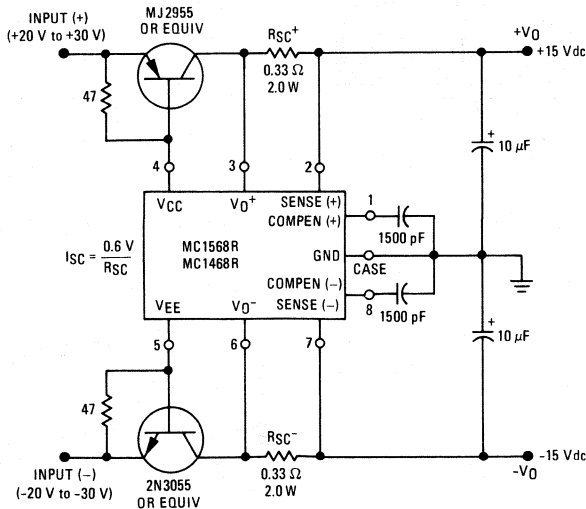 INPUT (+)
(+20 V to +30 V)
MJ2955
OR EQUIV
RSC+
0.33 Ω
2.0 W
+VO
+15 Vdc
47
4
3
2
+
10 μF
VCC
VO+
SENSE (+)
COMPEN (+)
1
1500 pF
ISC = 0.6 V
RSC
MC1568R
MC1468R
GND
CASE
COMPEN (−)
SENSE (−)
8
1500 pF
VEE
VO−
5
6
7
+
10 μF
47
RSC−
0.33 Ω
2.0 W
INPUT (−)
(−20 V to −30 V)
2N3055
OR EQUIV
−15 Vdc
−VO